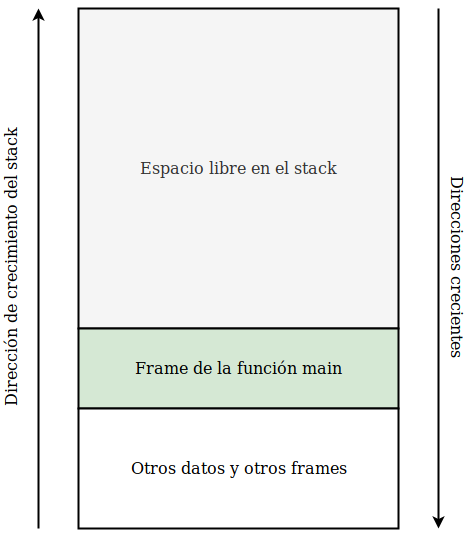 Dirección de crecimiento del stack
Espacio libre en el stack
Direcciones crecientes
Frame de la función main
Otros datos y otros frames